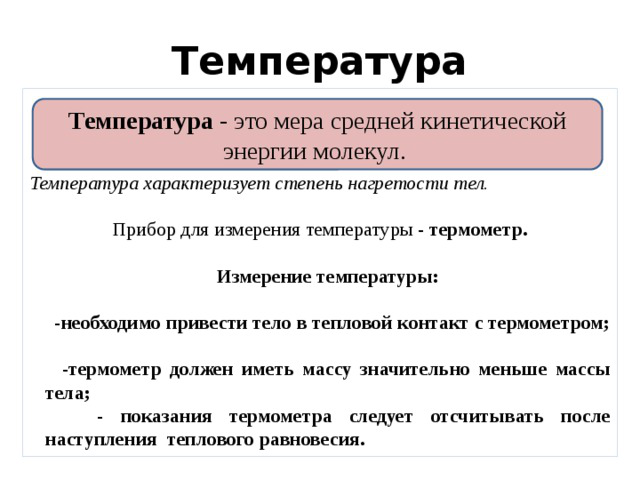 Температура
Температура - это мера средней кинетической
энергии молекул.
Температура характеризует степень нагретости тел.
Прибор для измерения температуры - термометр.
Измерение температуры:
-необходимо привести тело в тепловой контакт с термометром;
-термометр должен иметь массу значительно меньше массы
тела;
- показания термометра следует отсчитывать после
наступления теплового равновесия.